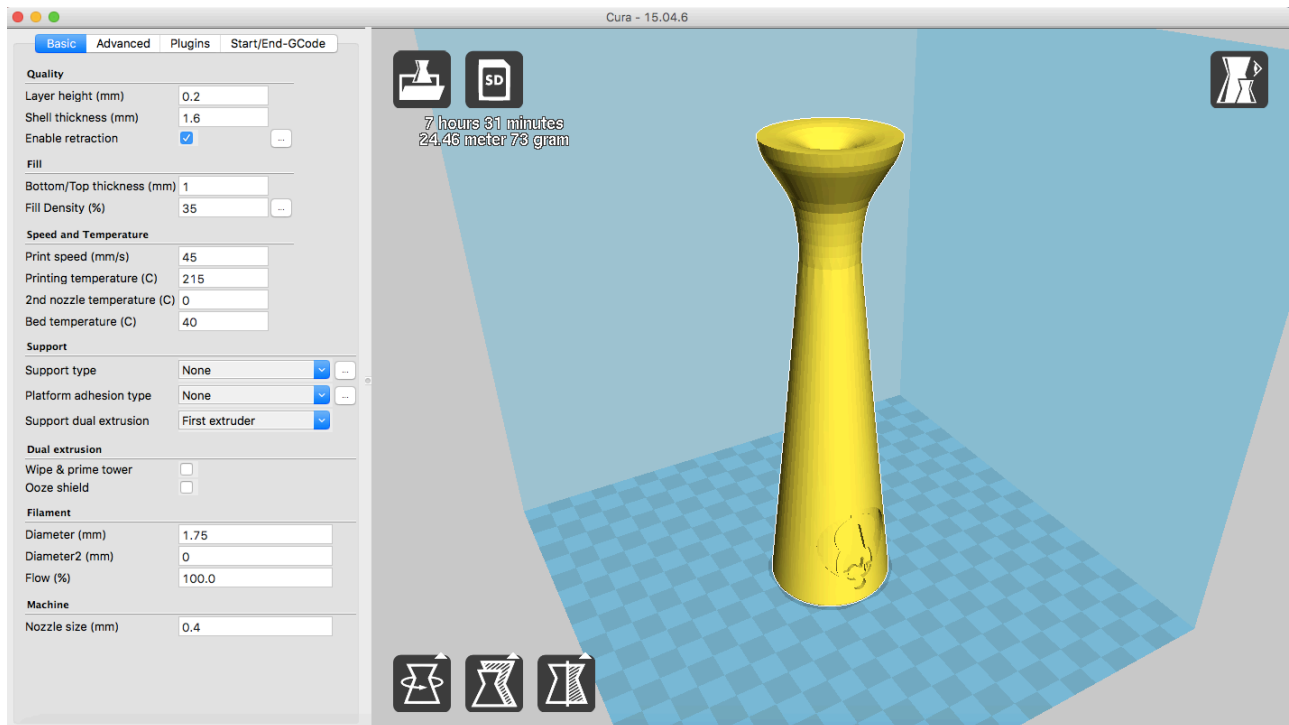 Cura - 15.04.6
Basic Advanced Plugins Start/End-GCode
Quality
Layer height (mm) 0.2
Shell thickness (mm) 1.6
Enable retraction ...
Fill
Bottom/Top thickness (mm) 1
Fill Density (%) 35 ...
Speed and Temperature
Print speed (mm/s) 45
Printing temperature (C) 215
2nd nozzle temperature (C) 0
Bed temperature (C) 40
Support
Support type None ...
Platform adhesion type None ...
Support dual extrusion First extruder
Dual extrusion
Wipe & prime tower
Ooze shield
Filament
Diameter (mm) 1.75
Diameter2 (mm) 0
Flow (%) 100.0
Machine
Nozzle size (mm) 0.4
SD
7 hours 31 minutes
24.46 meter 73 gram